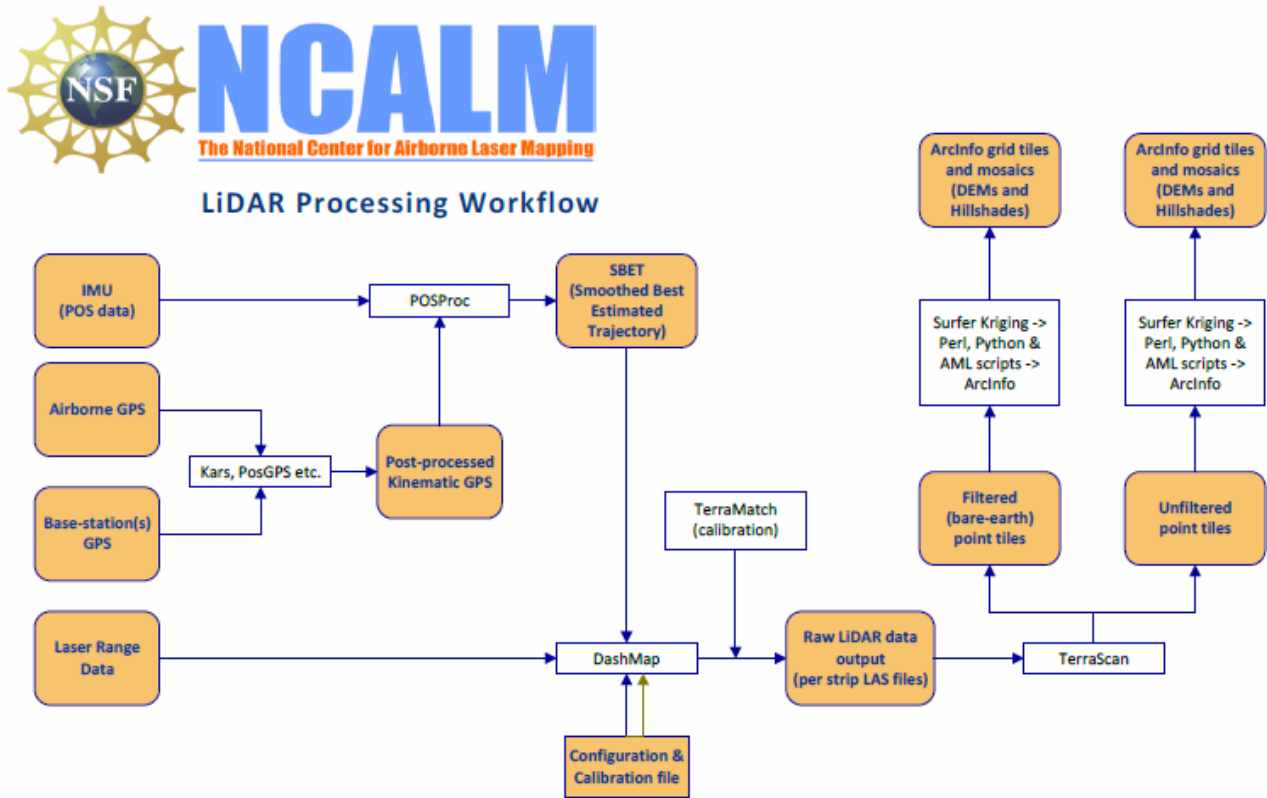 NSF
NCALM
The National Center for Airborne Laser Mapping
LiDAR Processing Workflow
ArcInfo grid tiles
and mosaics
(DEMs and
Hillshades)
ArcInfo grid tiles
and mosaics
(DEMs and
Hillshades)
IMU
(POS data)
POSProc
SBET
(Smoothed Best
Estimated
Trajectory)
Surfer Kriging ->
Perl, Python &
AML scripts ->
ArcInfo
Surfer Kriging ->
Perl, Python &
AML scripts ->
ArcInfo
Airborne GPS
Kars, PosGPS etc.
Post-processed
Kinematic GPS
Base-station(s)
GPS
TerraMatch
(calibration)
Filtered
(bare-earth)
point tiles
Unfiltered
point tiles
Laser Range
Data
DashMap
Raw LiDAR data
output
(per strip LAS files)
TerraScan
Configuration &
Calibration file